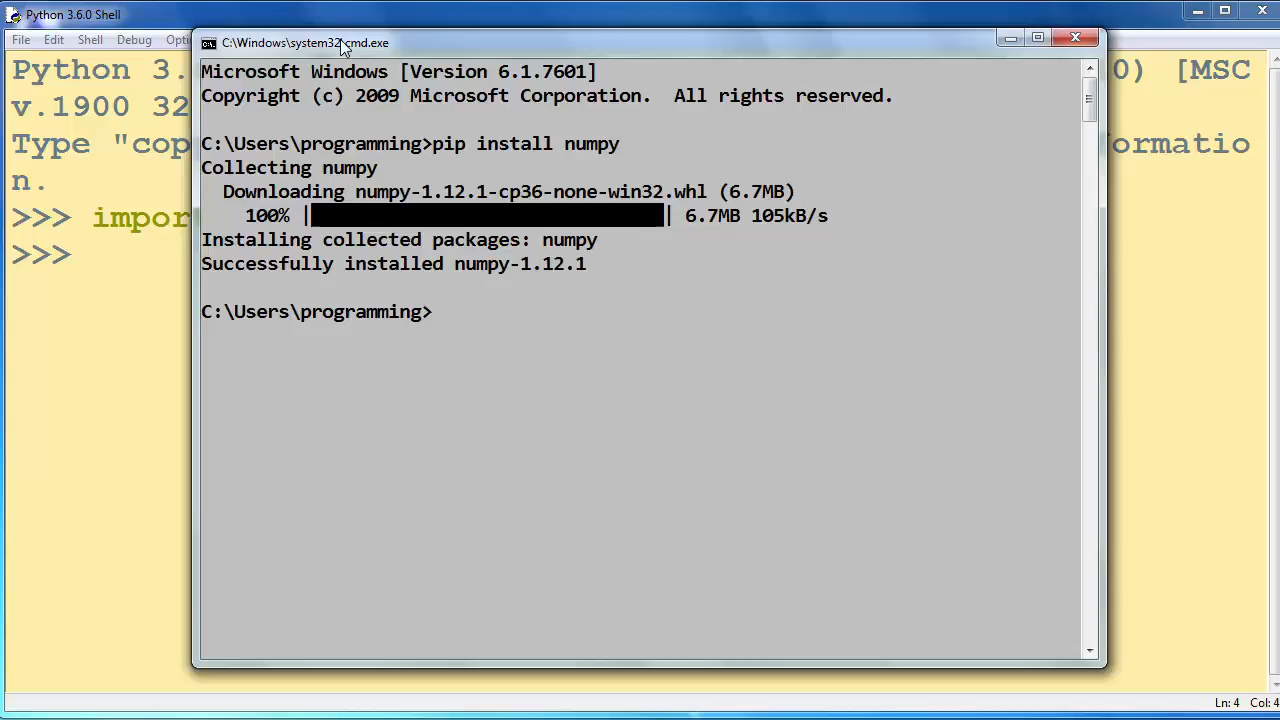 Python 3.6.0 Shell
File Edit Shell Debug
C:\Windows\system32\cmd.exe
Python 3.
0) [MSC
v.1900 32
Type "cop
ormatio
n.
>>> impor
>>>
Microsoft Windows [Version 6.1.7601]
Copyright (c) 2009 Microsoft Corporation.  All rights reserved.
C:\Users\programming>pip install numpy
Collecting numpy
Downloading numpy-1.12.1-cp36-none-win32.whl (6.7MB)
100% | | 6.7MB 105kB/s
Installing collected packages: numpy
Successfully installed numpy-1.12.1
C:\Users\programming>
Ln: 4 Col: 4